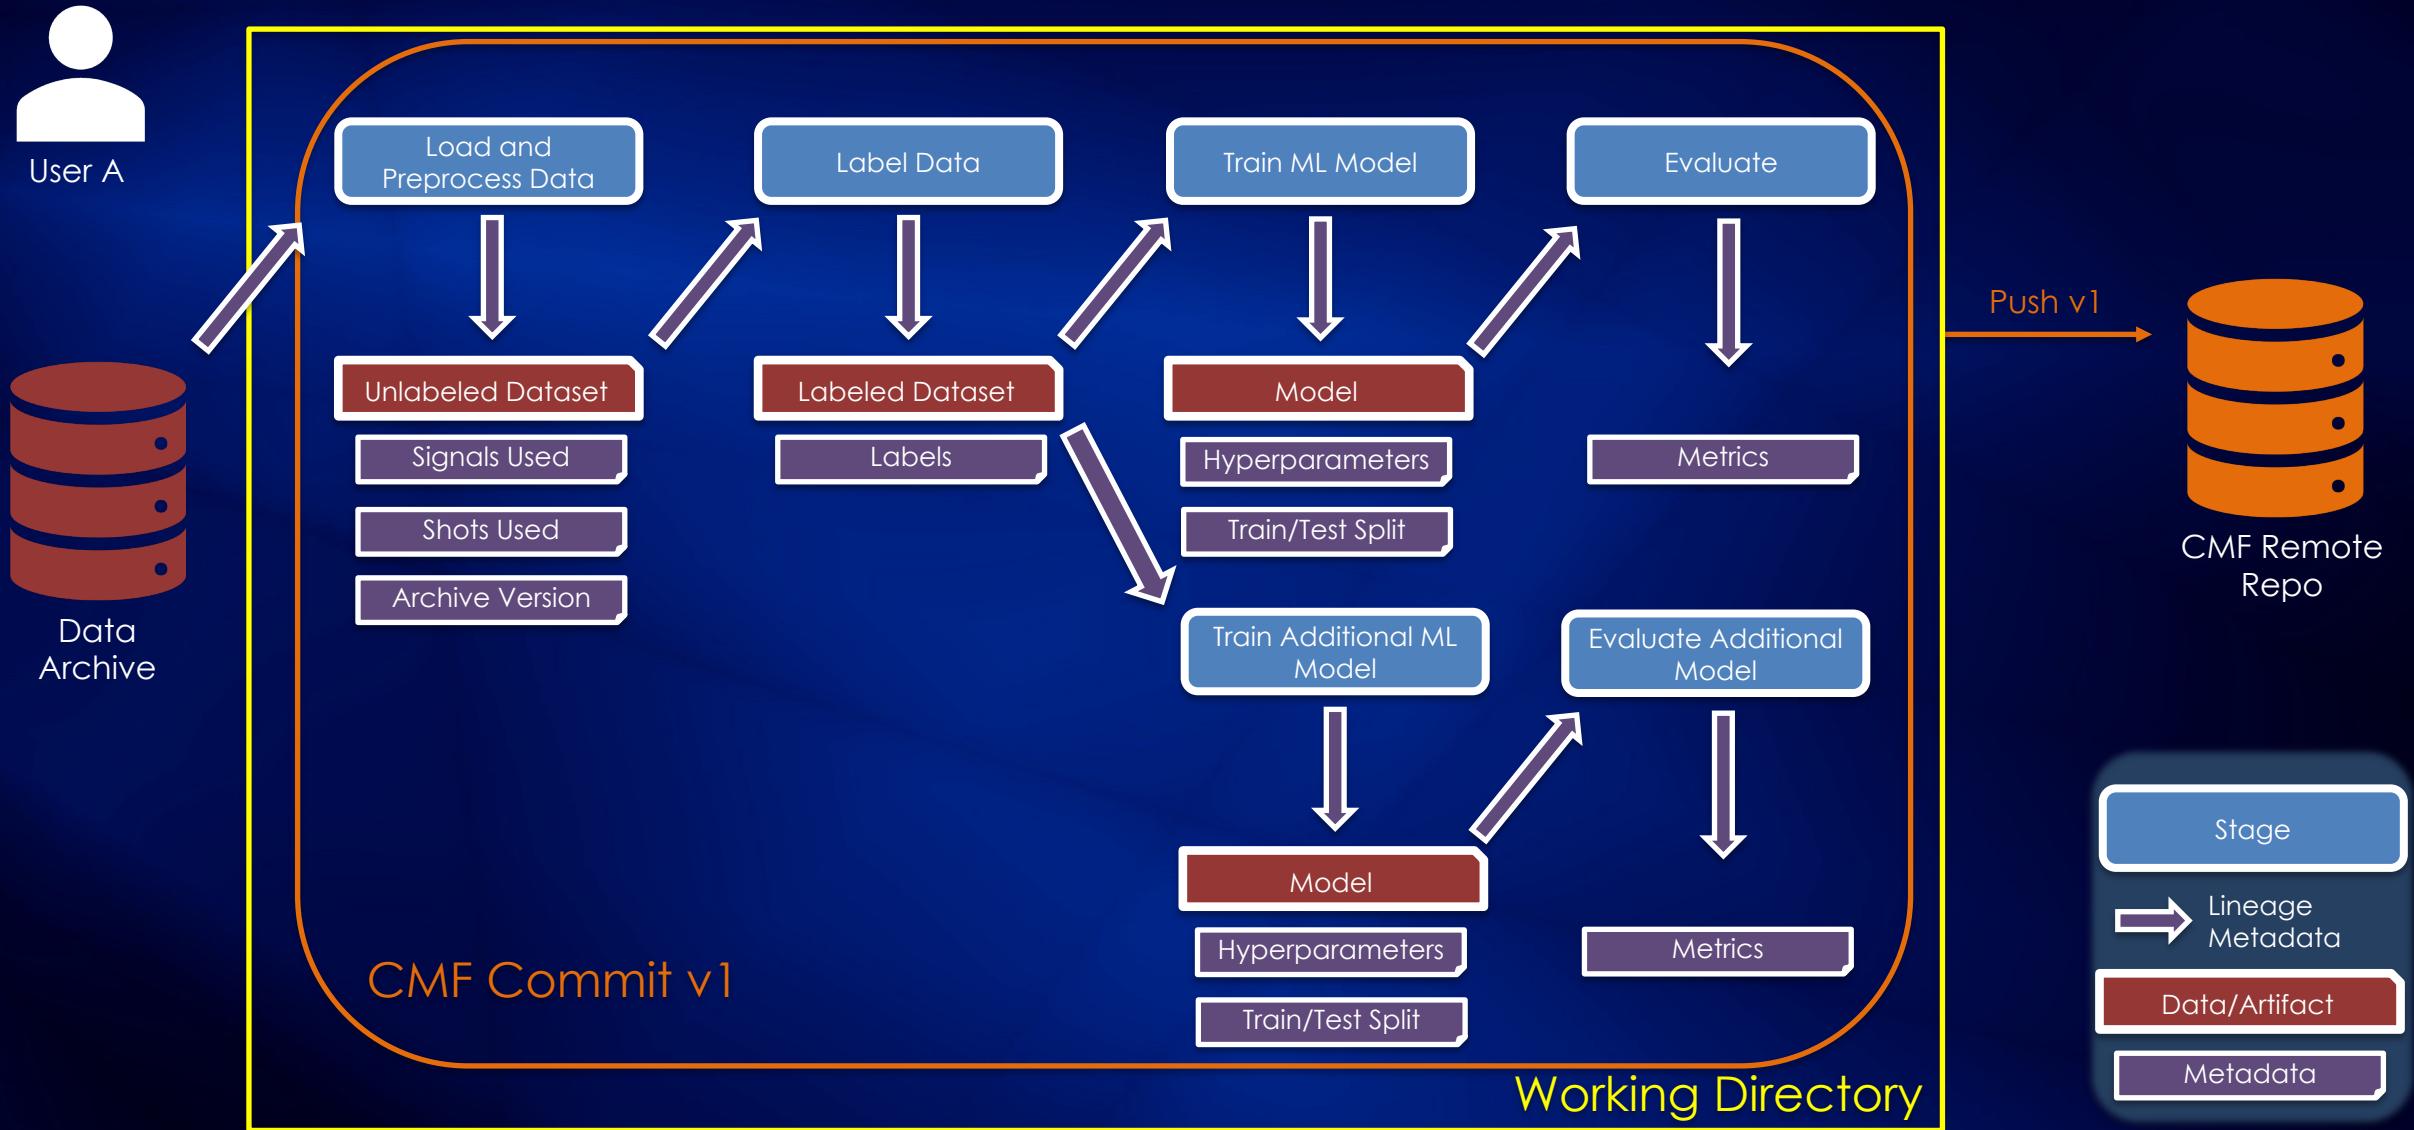 User A
Data
Archive
Load and
Preprocess Data
Label Data
Train ML Model
Evaluate
Unlabeled Dataset
Signals Used
Shots Used
Archive Version
Labeled Dataset
Labels
Model
Hyperparameters
Train/Test Split
Metrics
Train Additional ML
Model
Evaluate Additional
Model
Model
Hyperparameters
Train/Test Split
Metrics
CMF Commit v1
Working Directory
Push v1
CMF Remote
Repo
Stage
Lineage
Metadata
Data/Artifact
Metadata